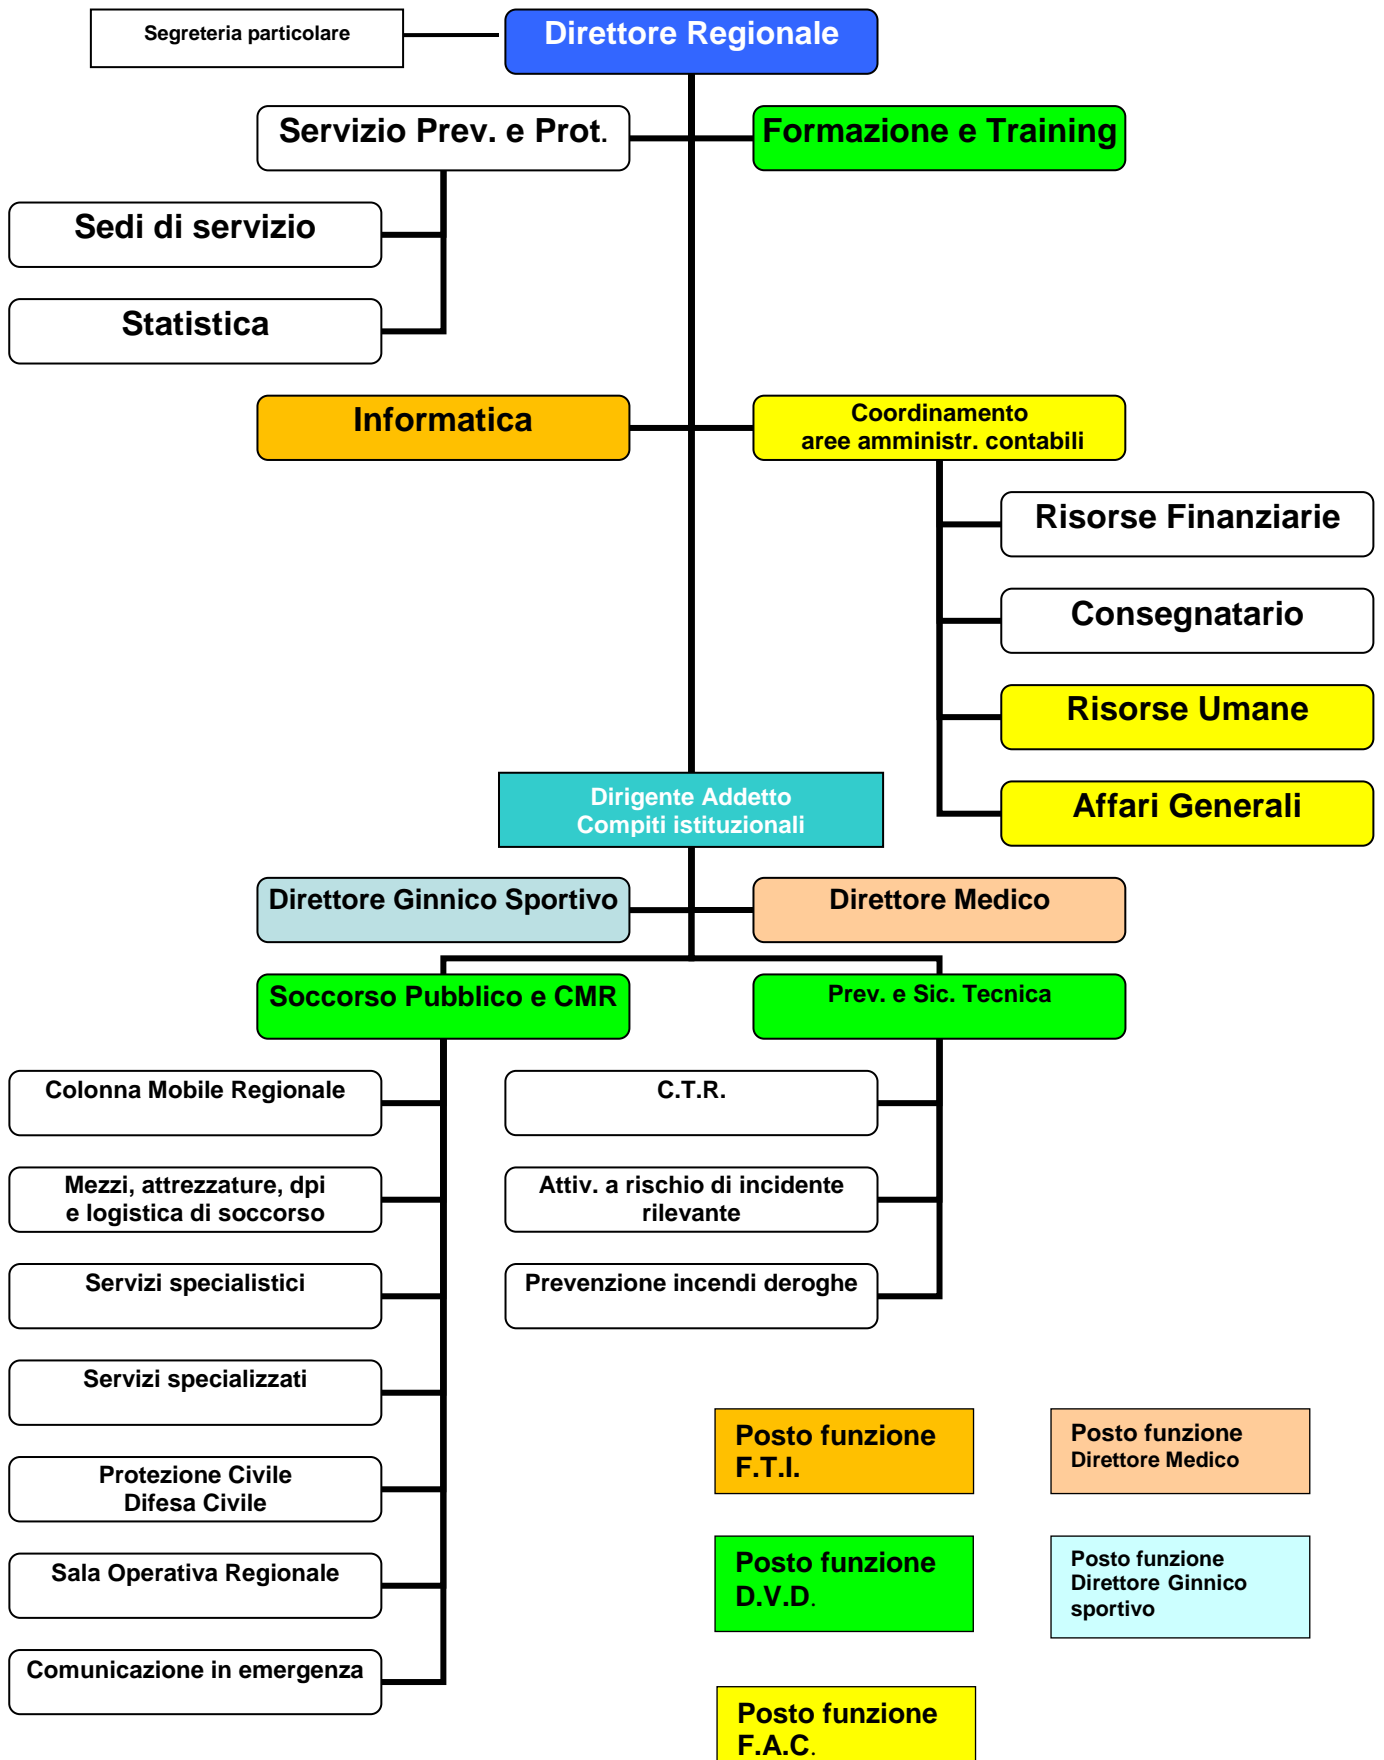 Segreteria particolare
Direttore Regionale
Servizio Prev. e Prot.
Formazione e Training
Sedi di servizio
Statistica
Informatica
Coordinamento
aree amministr. contabili
Risorse Finanziarie
Consegnatario
Risorse Umane
Affari Generali
Dirigente Addetto
Compiti istituzionali
Direttore Ginnico Sportivo
Direttore Medico
Soccorso Pubblico e CMR
Prev. e Sic. Tecnica
Colonna Mobile Regionale
Mezzi, attrezzature, dpi
e logistica di soccorso
Servizi specialistici
Servizi specializzati
Protezione Civile
Difesa Civile
Sala Operativa Regionale
Comunicazione in emergenza
C.T.R.
Attiv. a rischio di incidente
rilevante
Prevenzione incendi deroghe
Posto funzione
F.T.I.
Posto funzione
Direttore Medico
Posto funzione
D.V.D.
Posto funzione
Direttore Ginnico
sportivo
Posto funzione
F.A.C.